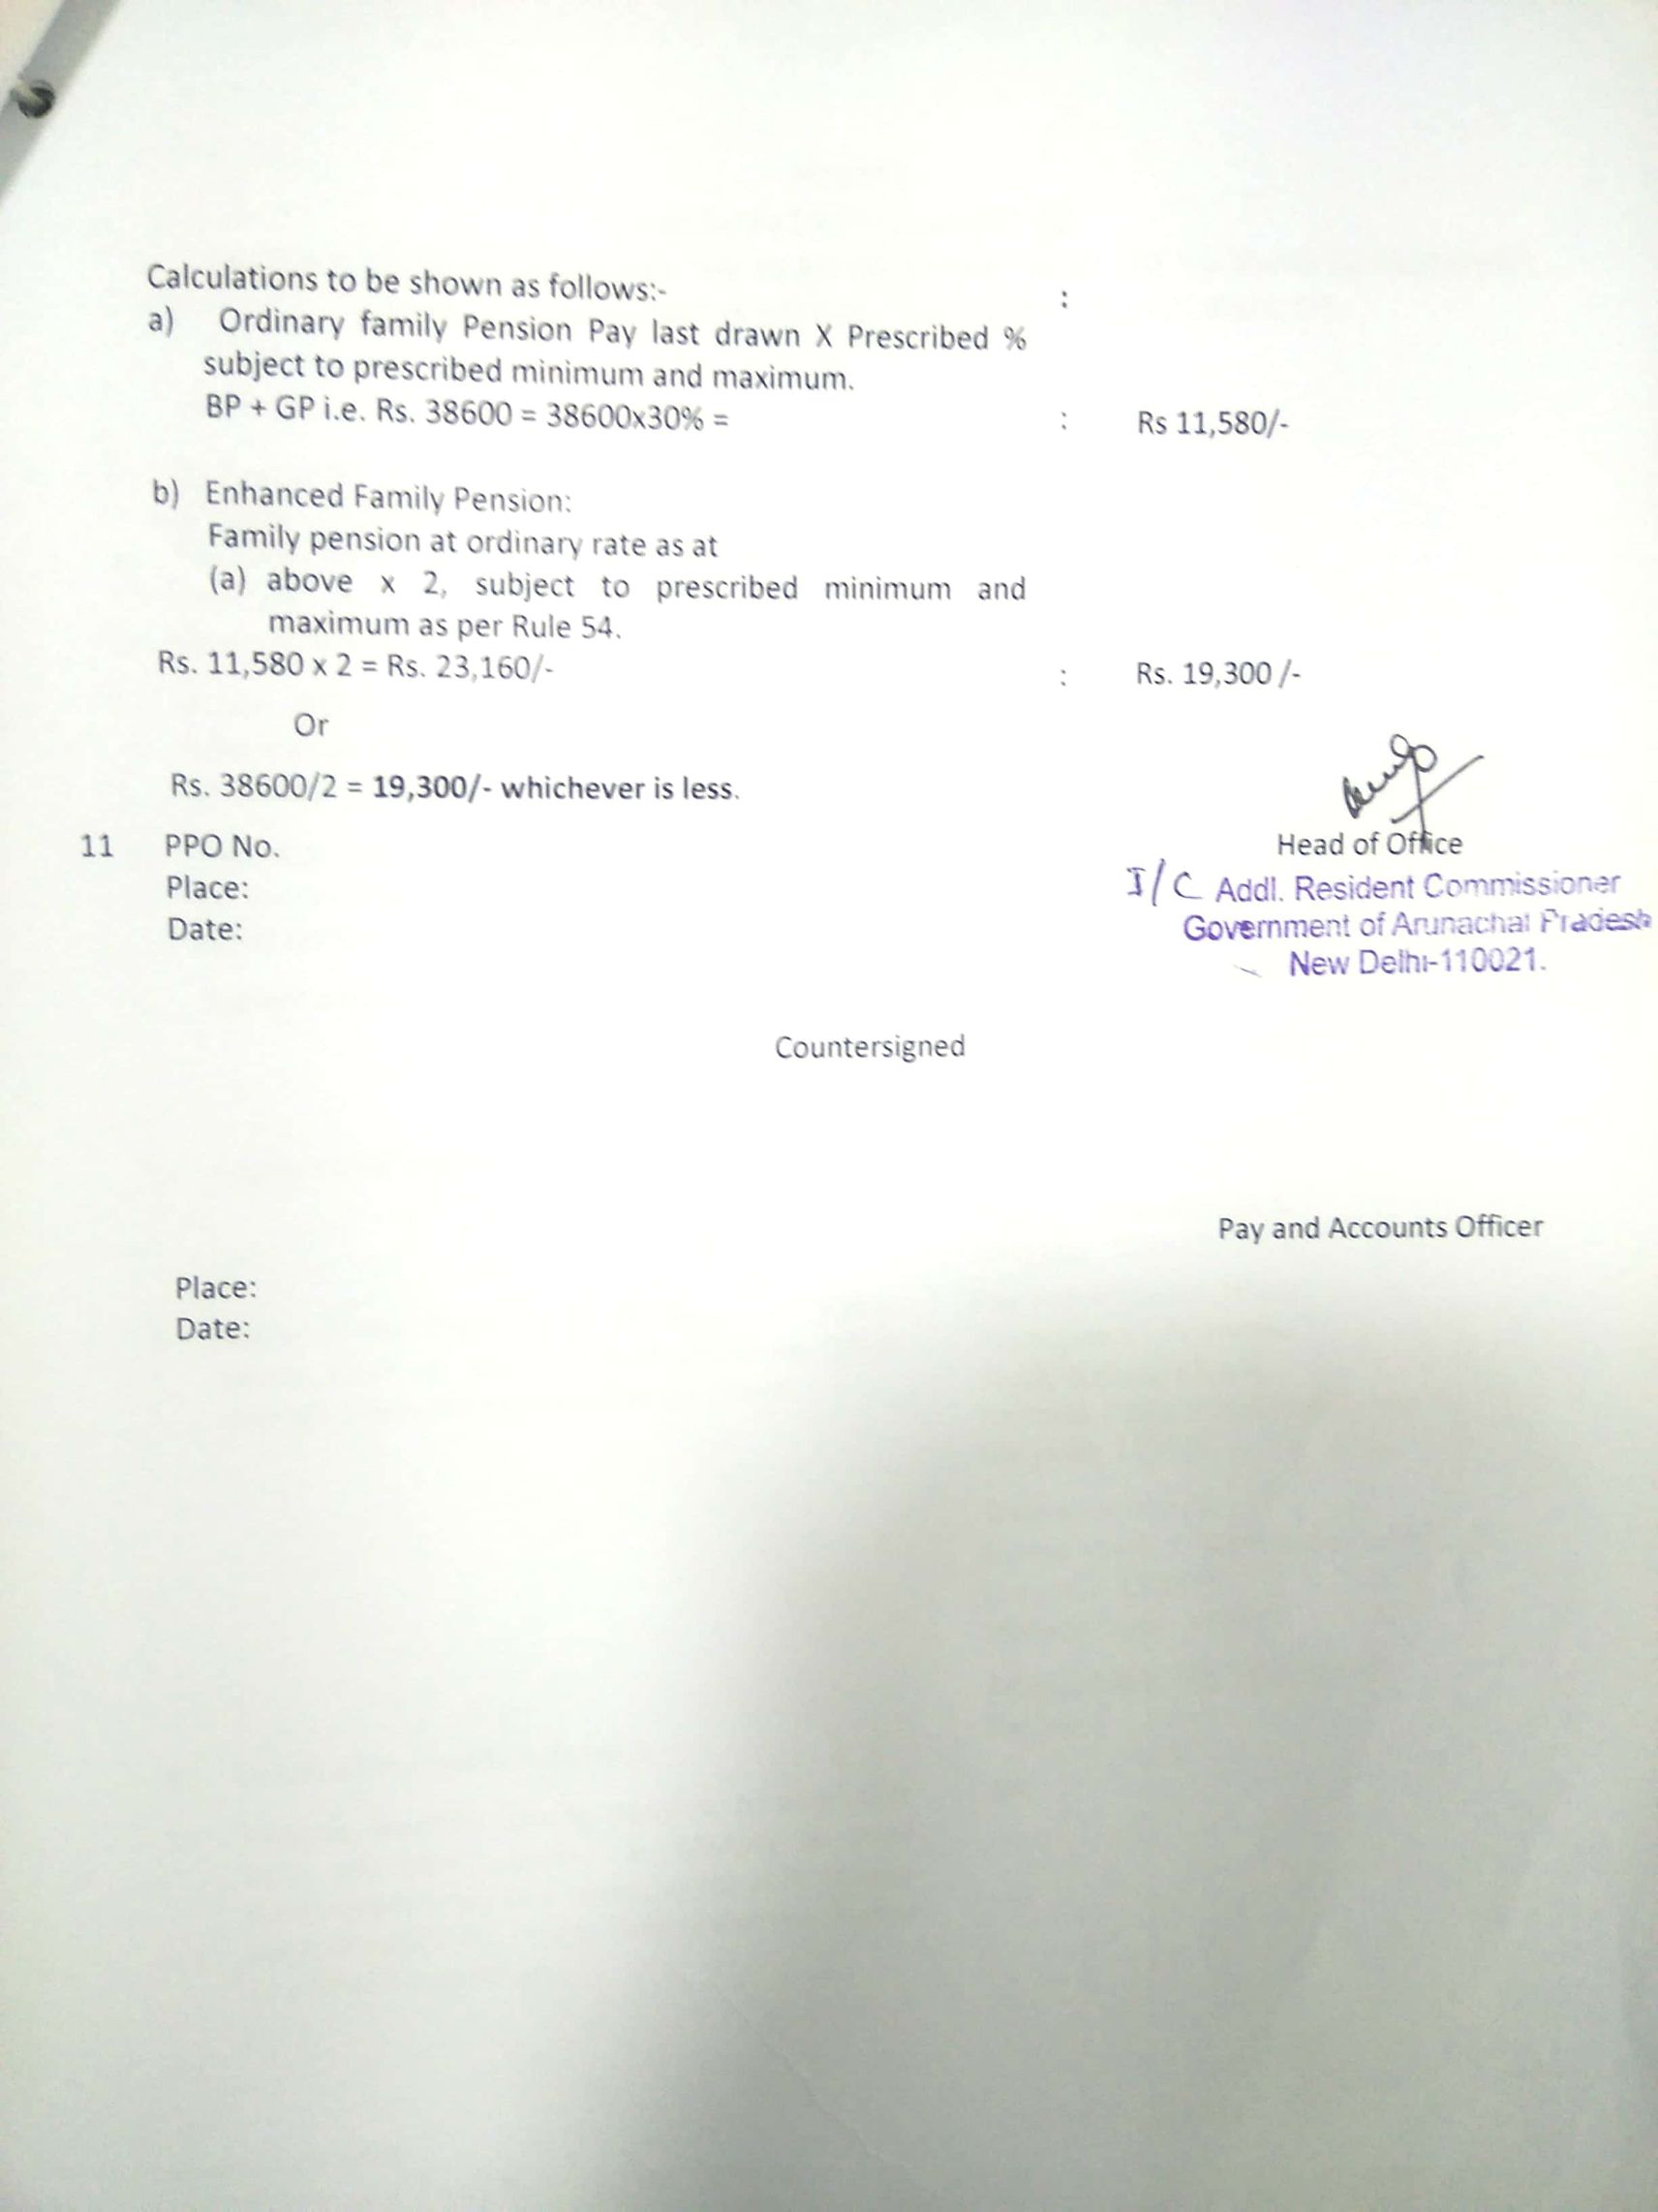 Calculations to be shown as follows:- :
a) Ordinary family Pension Pay last drawn X Prescribed %
subject to prescribed minimum and maximum.
BP + GP i.e. Rs. 38600 = 38600x30% = : Rs 11,580/-
b) Enhanced Family Pension:
Family pension at ordinary rate as at
(a) above x 2, subject to prescribed minimum and
maximum as per Rule 54.
Rs. 11,580 x 2 = Rs. 23,160/- : Rs. 19,300 /-
Or
Rs. 38600/2 = 19,300/- whichever is less.
11 PPO No.
Place:
Date:
Head of Office
I/C Addl. Resident Commissioner
Government of Arunachal Pradesh
New Delhi-110021.
Countersigned
Pay and Accounts Officer
Place:
Date: